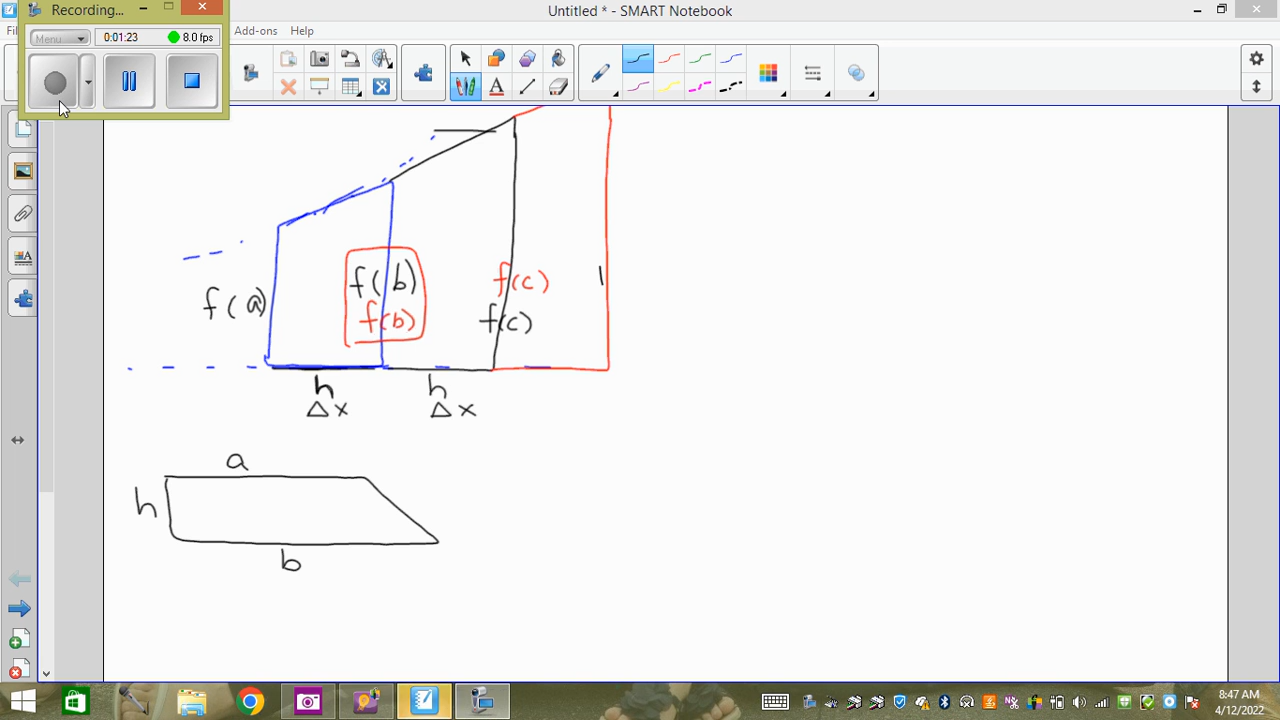 Recording...
Untitled * - SMART Notebook
Menu
0:01:23
8.0 fps
Add-ons
Help
f(b)
f(c)
f(a)
f(b)
f(c)
h
h
Δx
Δx
a
h
b
8:47 AM
4/12/2022